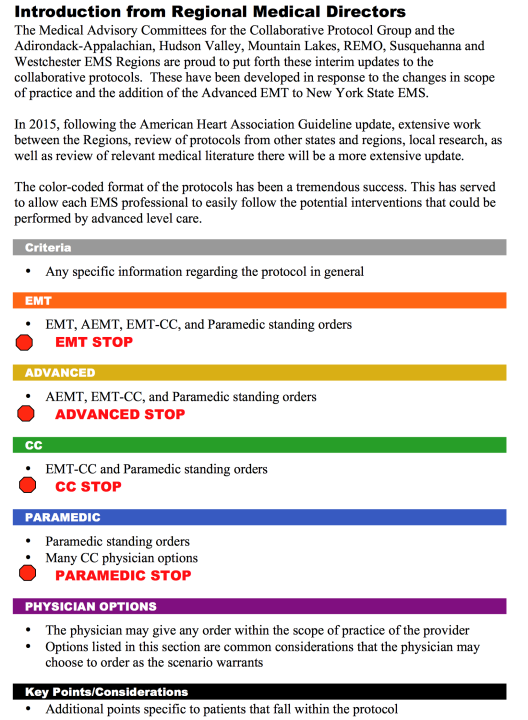 Introduction from Regional Medical Directors
The Medical Advisory Committees for the Collaborative Protocol Group and the
Adirondack-Appalachian, Hudson Valley, Mountain Lakes, REMO, Susquehanna and
Westchester EMS Regions are proud to put forth these interim updates to the
collaborative protocols.  These have been developed in response to the changes in scope
of practice and the addition of the Advanced EMT to New York State EMS.
In 2015, following the American Heart Association Guideline update, extensive work
between the Regions, review of protocols from other states and regions, local research, as
well as review of relevant medical literature there will be a more extensive update.
The color-coded format of the protocols has been a tremendous success. This has served
to allow each EMS professional to easily follow the potential interventions that could be
performed by advanced level care.
Criteria
• Any specific information regarding the protocol in general
EMT
• EMT, AEMT, EMT-CC, and Paramedic standing orders
EMT STOP
ADVANCED
• AEMT, EMT-CC, and Paramedic standing orders
ADVANCED STOP
CC
• EMT-CC and Paramedic standing orders
CC STOP
PARAMEDIC
• Paramedic standing orders
• Many CC physician options
PARAMEDIC STOP
PHYSICIAN OPTIONS
• The physician may give any order within the scope of practice of the provider
• Options listed in this section are common considerations that the physician may
choose to order as the scenario warrants
Key Points/Considerations
• Additional points specific to patients that fall within the protocol